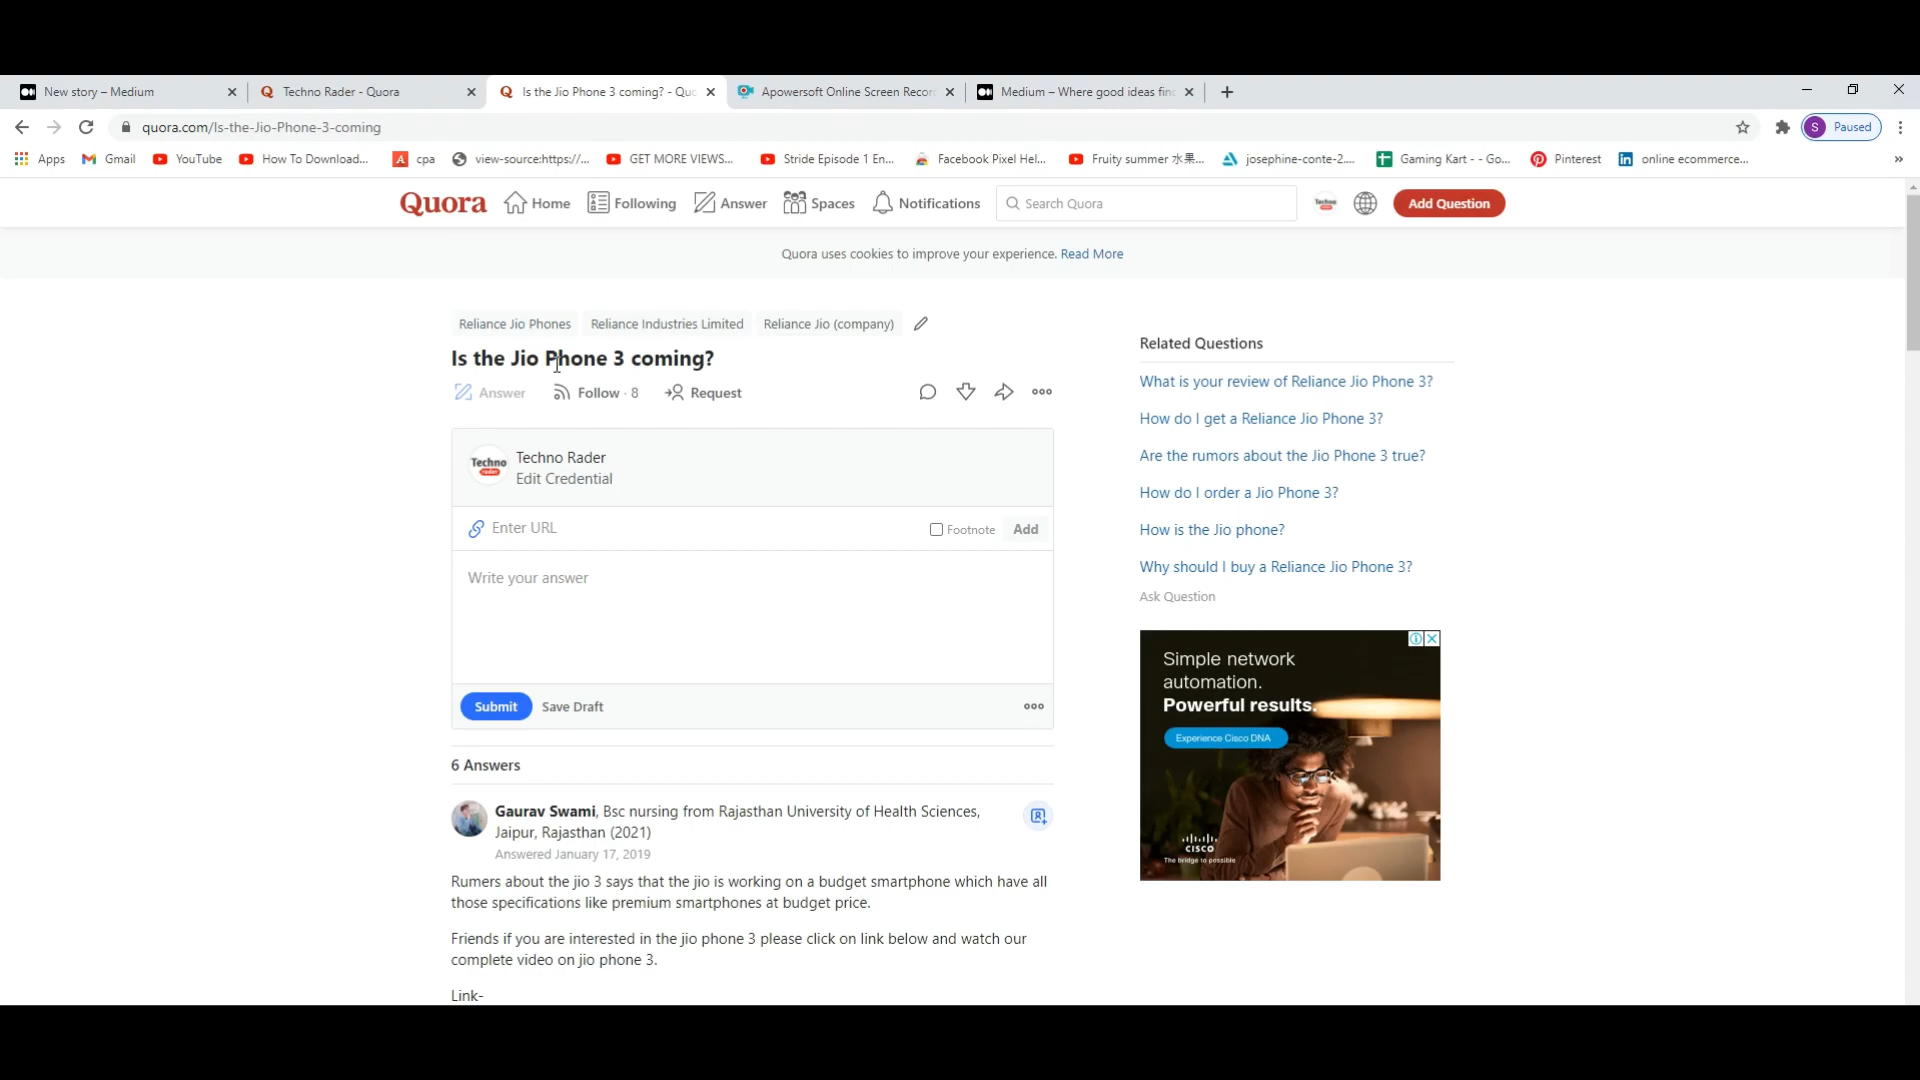 New story – Medium
Techno Rader - Quora
Is the Jio Phone 3 coming? - Quo
Apowersoft Online Screen Record
Medium – Where good ideas find
quora.com/Is-the-Jio-Phone-3-coming
S Paused
Apps
Gmail
YouTube
How To Download...
cpa
view-source:https://...
GET MORE VIEWS...
Stride Episode 1 En...
Facebook Pixel Hel...
Fruity summer 水果...
josephine-conte-2....
Gaming Kart - - Go...
Pinterest
online ecommerce...
Quora
Home
Following
Answer
Spaces
Notifications
Search Quora
Add Question
Quora uses cookies to improve your experience. Read More
Reliance Jio Phones
Reliance Industries Limited
Reliance Jio (company)
Is the Jio Phone 3 coming?
Answer
Follow · 8
Request
Techno Rader
Edit Credential
Enter URL
Footnote
Add
Write your answer
Submit
Save Draft
6 Answers
Gaurav Swami, Bsc nursing from Rajasthan University of Health Sciences,
Jaipur, Rajasthan (2021)
Answered January 17, 2019
Rumers about the jio 3 says that the jio is working on a budget smartphone which have all
those specifications like premium smartphones at budget price.
Friends if you are interested in the jio phone 3 please click on link below and watch our
complete video on jio phone 3.
Link-
Related Questions
What is your review of Reliance Jio Phone 3?
How do I get a Reliance Jio Phone 3?
Are the rumors about the Jio Phone 3 true?
How do I order a Jio Phone 3?
How is the Jio phone?
Why should I buy a Reliance Jio Phone 3?
Ask Question
Simple network
automation.
Powerful results.
Experience Cisco DNA
CISCO
The bridge to possible